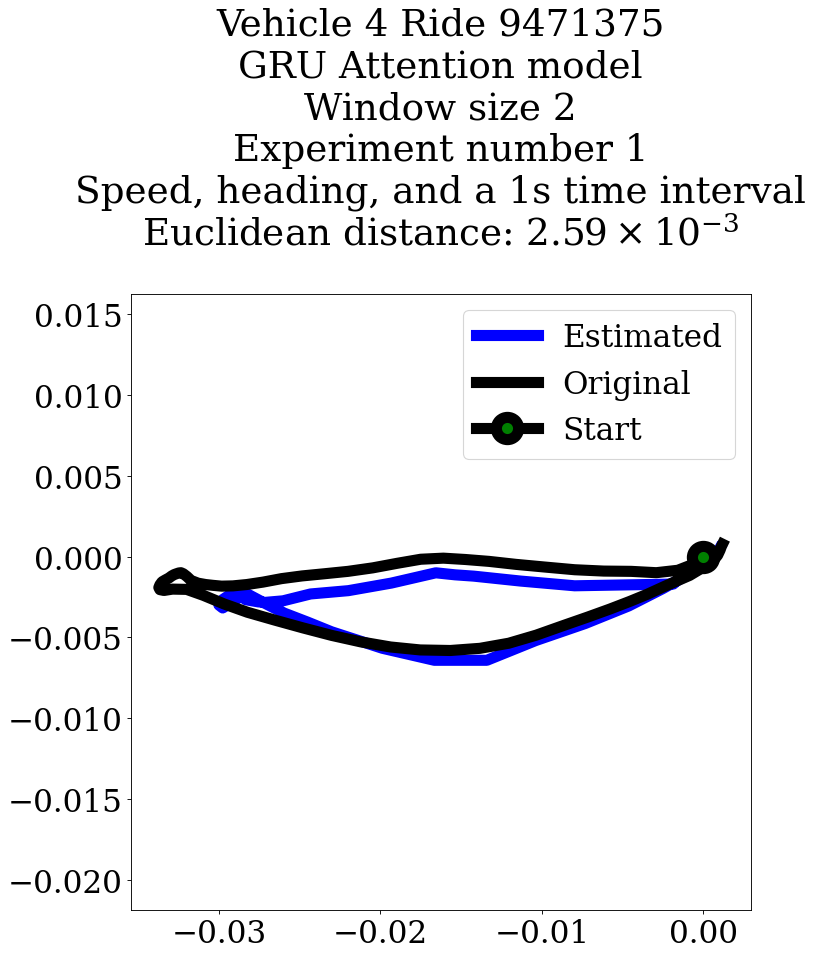 Vehicle 4 Ride 9471375
GRU Attention model
Window size 2
Experiment number 1
Speed, heading, and a 1s time interval
Euclidean distance: 2.59 × 10⁻³
0.015
0.010
0.005
0.000
−0.005
−0.010
−0.015
−0.020
Estimated
Original
Start
−0.03 −0.02 −0.01 0.00